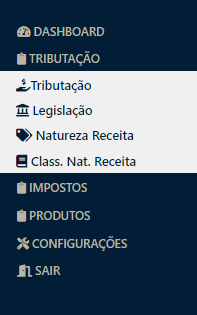 DASHBOARD
TRIBUTAÇÃO
Tributação
Legislação
Natureza Receita
Class. Nat. Receita
IMPOSTOS
PRODUTOS
CONFIGURAÇÕES
SAIR